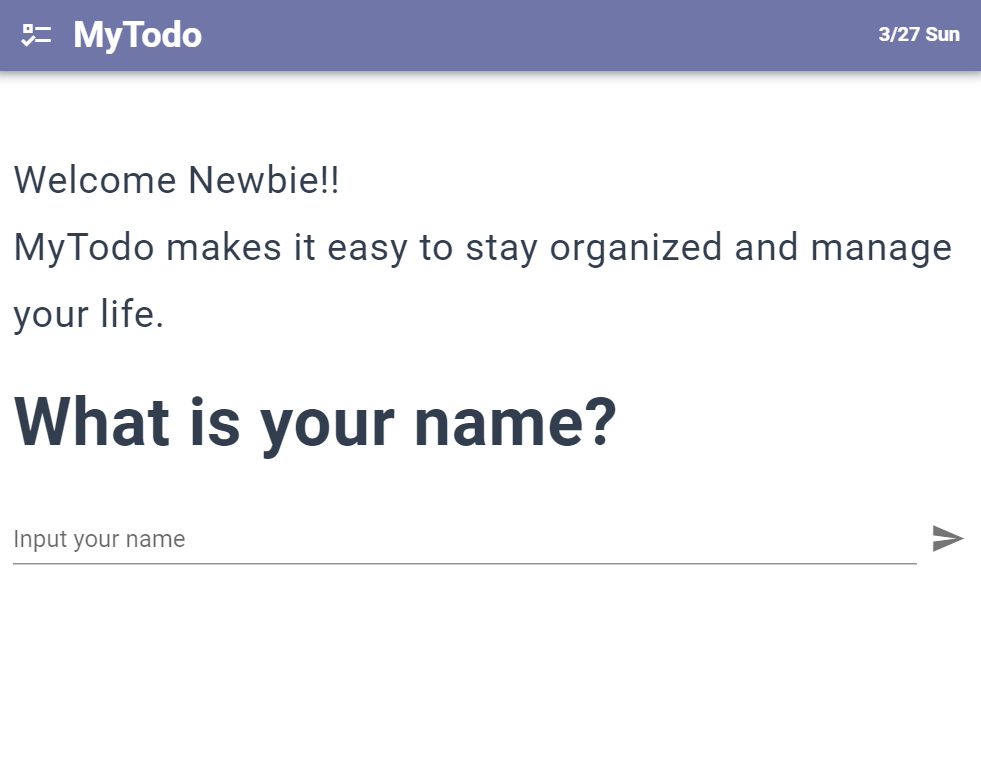 MyTodo
3/27 Sun
Welcome Newbie!!
MyTodo makes it easy to stay organized and manage
your life.
What is your name?
Input your name